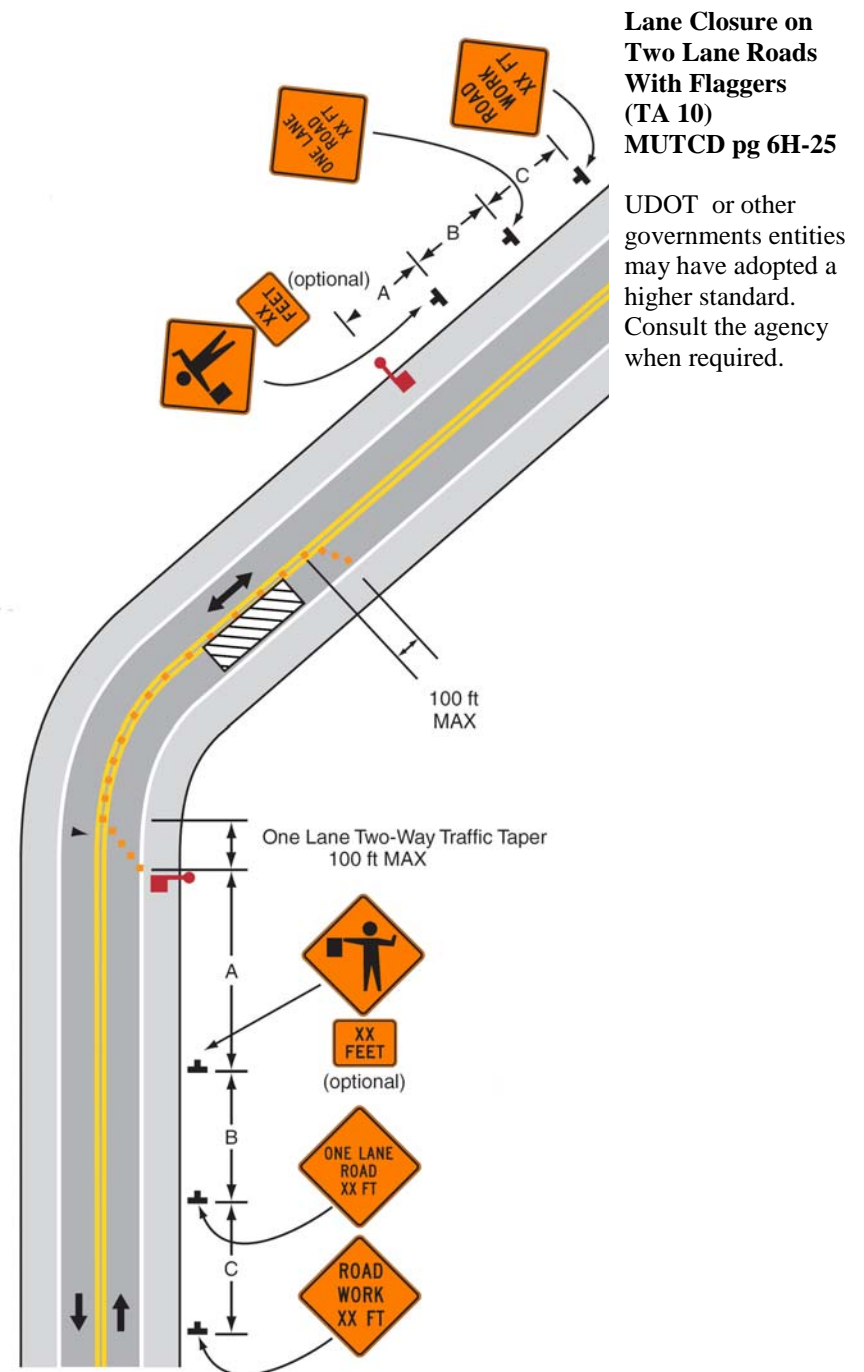 Lane Closure on
Two Lane Roads
With Flaggers
(TA 10)
MUTCD pg 6H-25
UDOT or other
governments entities
may have adopted a
higher standard.
Consult the agency
when required.
ROAD
WORK
XX FT
ONE LANE
ROAD
XX FT
C
B
A
(optional)
XX
FEET
100 ft
MAX
One Lane Two-Way Traffic Taper
100 ft MAX
A
XX
FEET
(optional)
B
ONE LANE
ROAD
XX FT
C
ROAD
WORK
XX FT